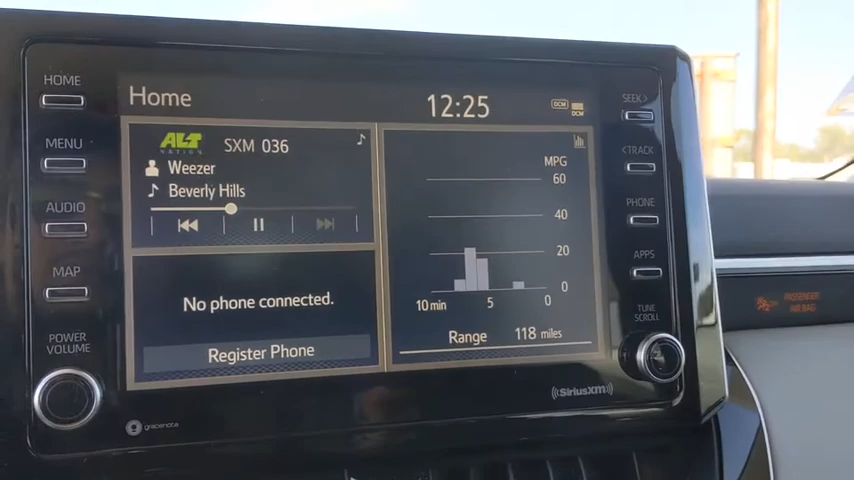 HOME
MENU
AUDIO
MAP
POWER
VOLUME
Home
12:25
DCM
DCM
ALT
NATION
SXM 036
Weezer
Beverly Hills
No phone connected.
Register Phone
MPG
60
40
20
0
10 min
5
0
Range
118 miles
SEEK >
< TRACK
PHONE
APPS
TUNE
SCROLL
gracenote
SiriusXM
PASSENGER
AIR BAG